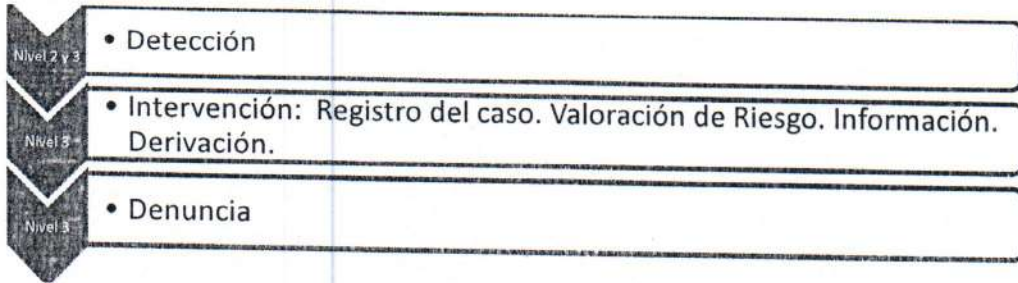 Nivel 2 y 3
• Detección
Nivel 3
• Intervención: Registro del caso. Valoración de Riesgo. Información.
Derivación.
Nivel 3
• Denuncia